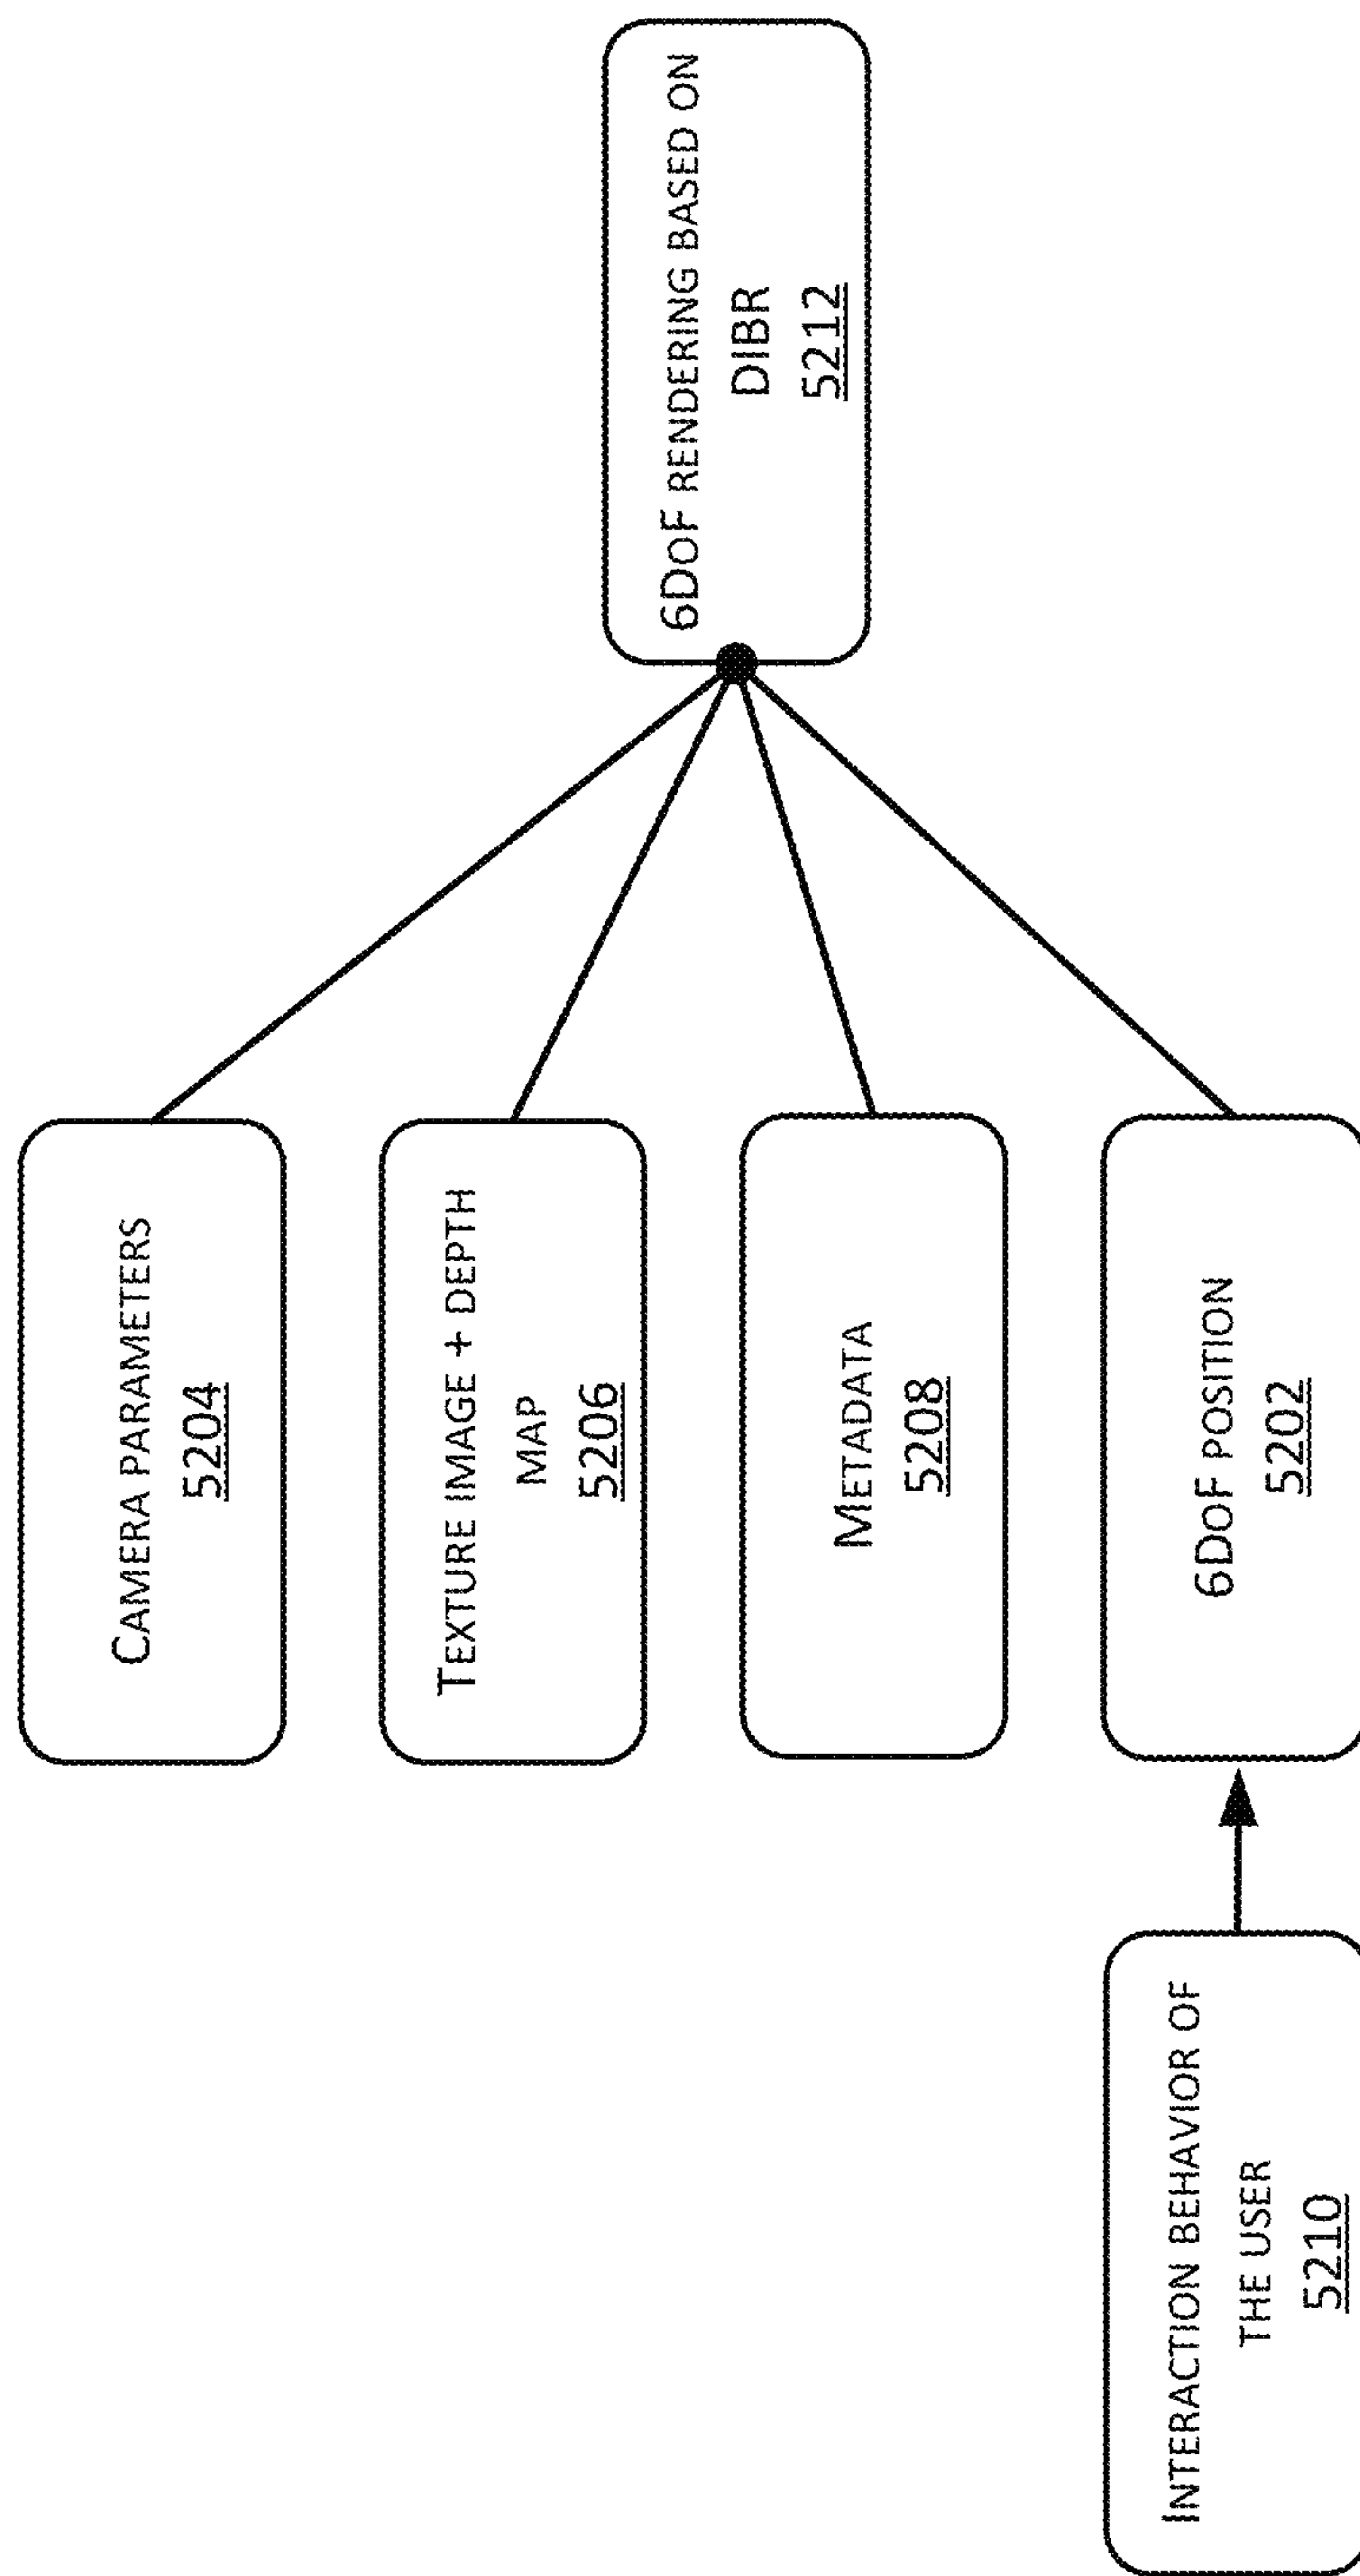 Camera parameters
5204
Texture image + depth
map
5206
Metadata
5208
6DoF position
5202
Interaction behavior of
the user
5210
6DoF rendering based on
DIBR
5212